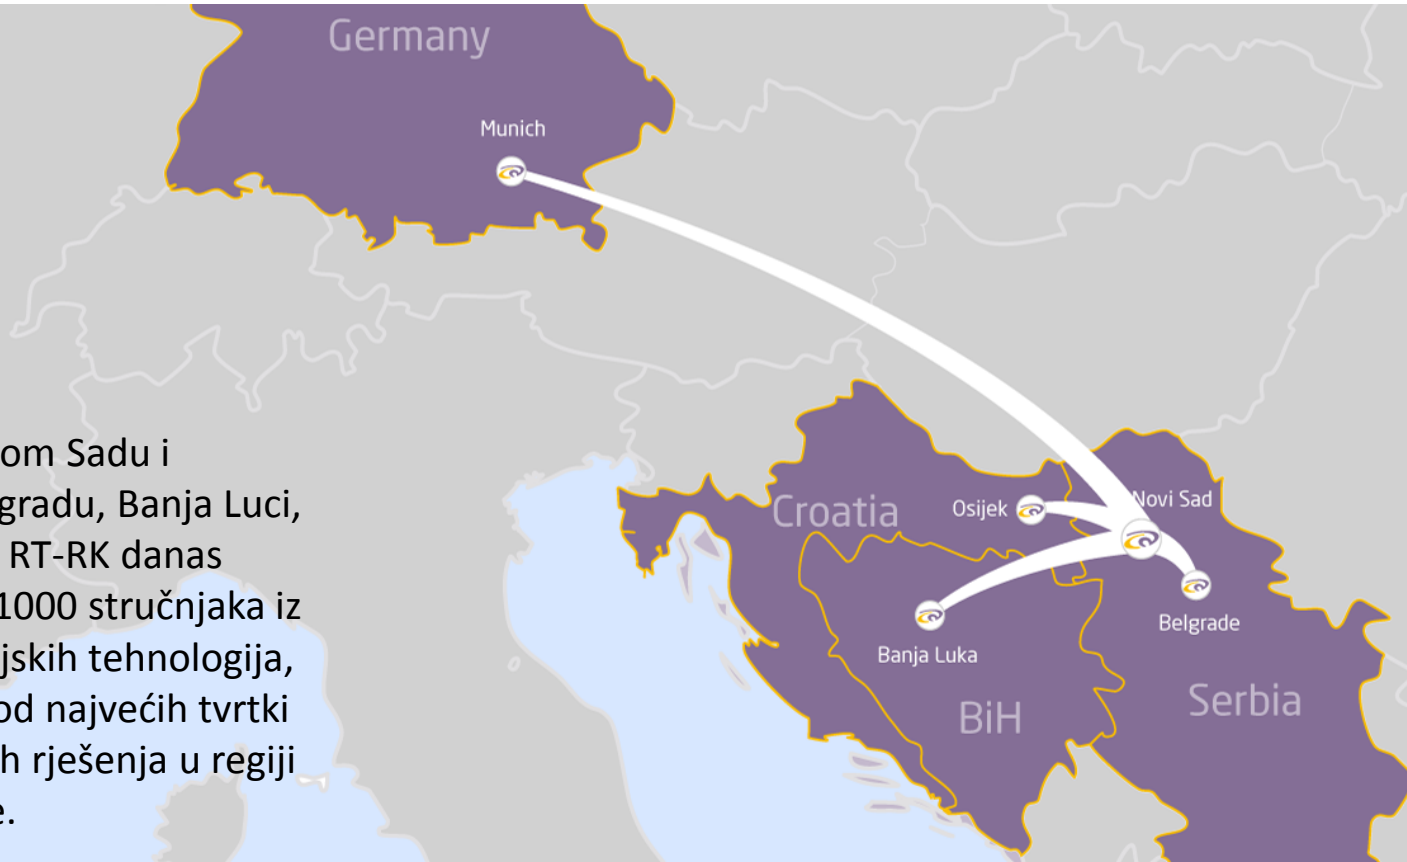 Germany
Munich
om Sadu i
gradu, Banja Luci,
RT-RK danas
1000 stručnjaka iz
jskih tehnologija,
od najvećih tvrtki
h rješenja u regiji
e.
Croatia
Osijek
Novi Sad
Belgrade
Banja Luka
BiH
Serbia